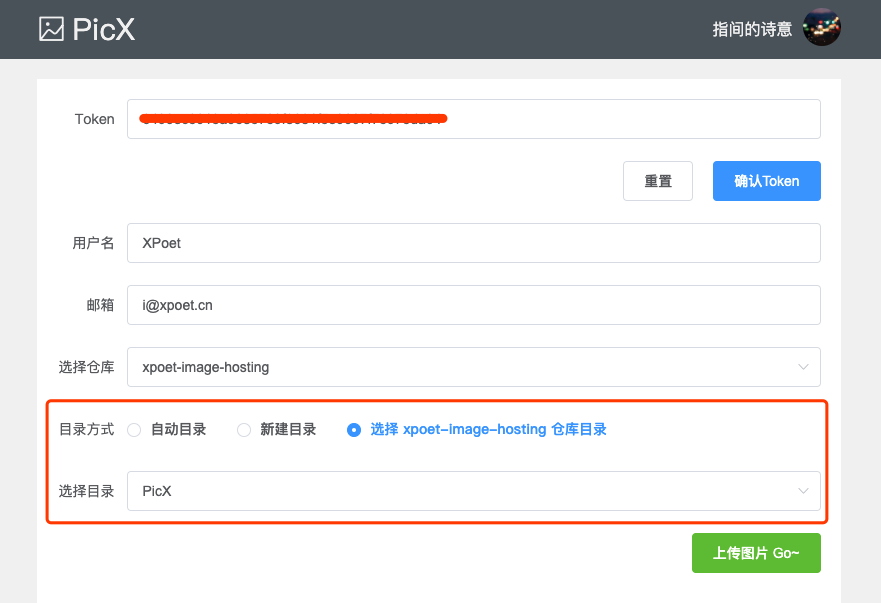 PicX
指间的诗意
Token
重置
确认Token
用户名
XPoet
邮箱
i@xpoet.cn
选择仓库
xpoet-image-hosting
目录方式
自动目录
新建目录
选择 xpoet-image-hosting 仓库目录
选择目录
PicX
上传图片 Go~